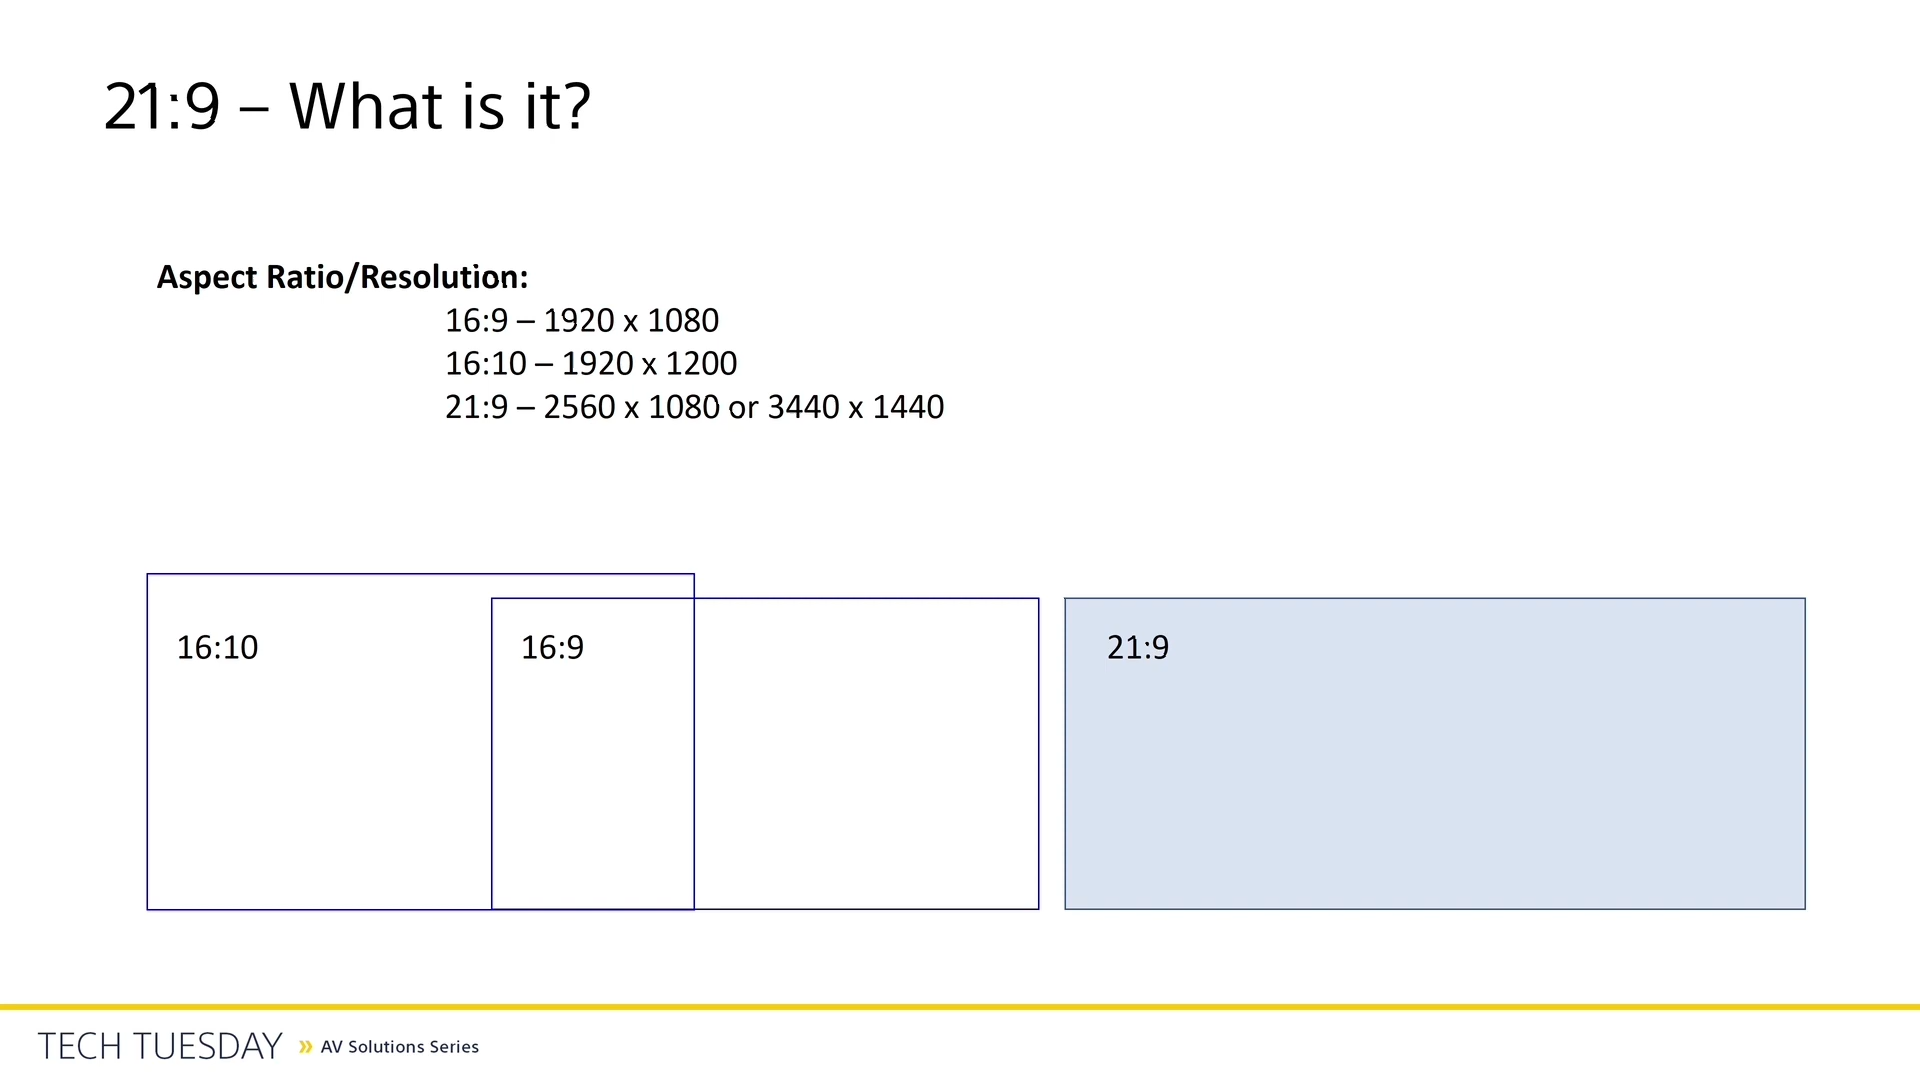 21:9 – What is it?
Aspect Ratio/Resolution:
16:9 – 1920 x 1080
16:10 – 1920 x 1200
21:9 – 2560 x 1080 or 3440 x 1440
16:10
16:9
21:9
TECH TUESDAY » AV Solutions Series